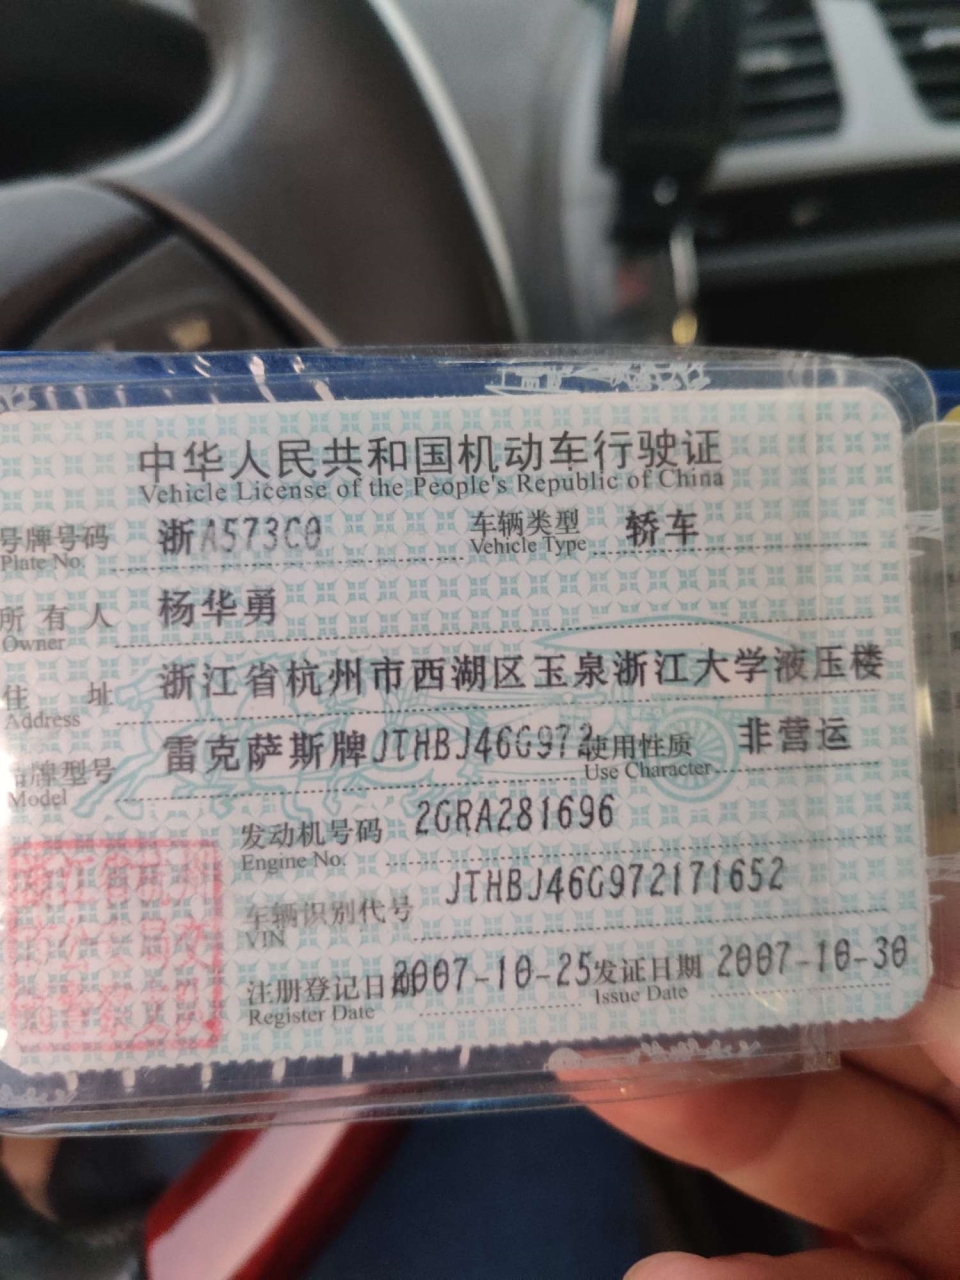 中华人民共和国机动车行驶证
Vehicle License of the People's Republic of China
号牌号码 浙A573C0 车辆类型 轿车
Plate No. Vehicle Type
所有人 杨华勇
Owner
住址 浙江省杭州市西湖区玉泉浙江大学液压楼
Address
品牌型号 雷克萨斯牌JTHBJ46G972 使用性质 非营运
Model Use Character
发动机号码 2GRA281696
Engine No.
车辆识别代号 JTHBJ46G972171652
VIN
注册登记日期 2007-10-25 发证日期 2007-10-30
Register Date Issue Date